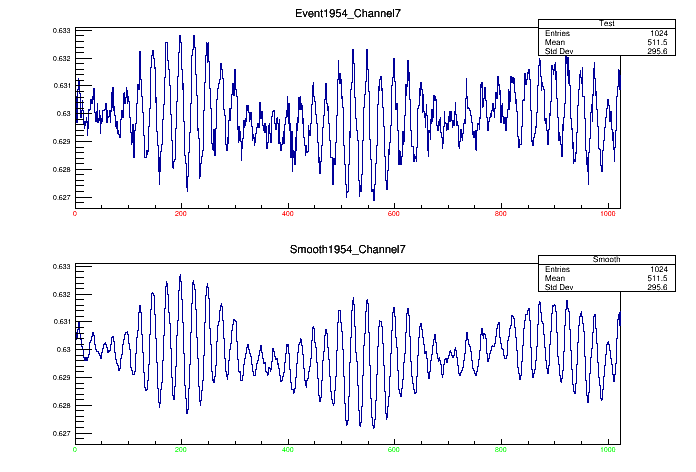 Event1954_Channel7
Test
Entries 1024
Mean 511.5
Std Dev 295.6
0.633
0.632
0.631
0.63
0.629
0.628
0.627
0 200 400 600 800 1000
Smooth1954_Channel7
Smooth
Entries 1024
Mean 511.5
Std Dev 295.6
0.633
0.632
0.631
0.63
0.629
0.628
0.627
0 200 400 600 800 1000